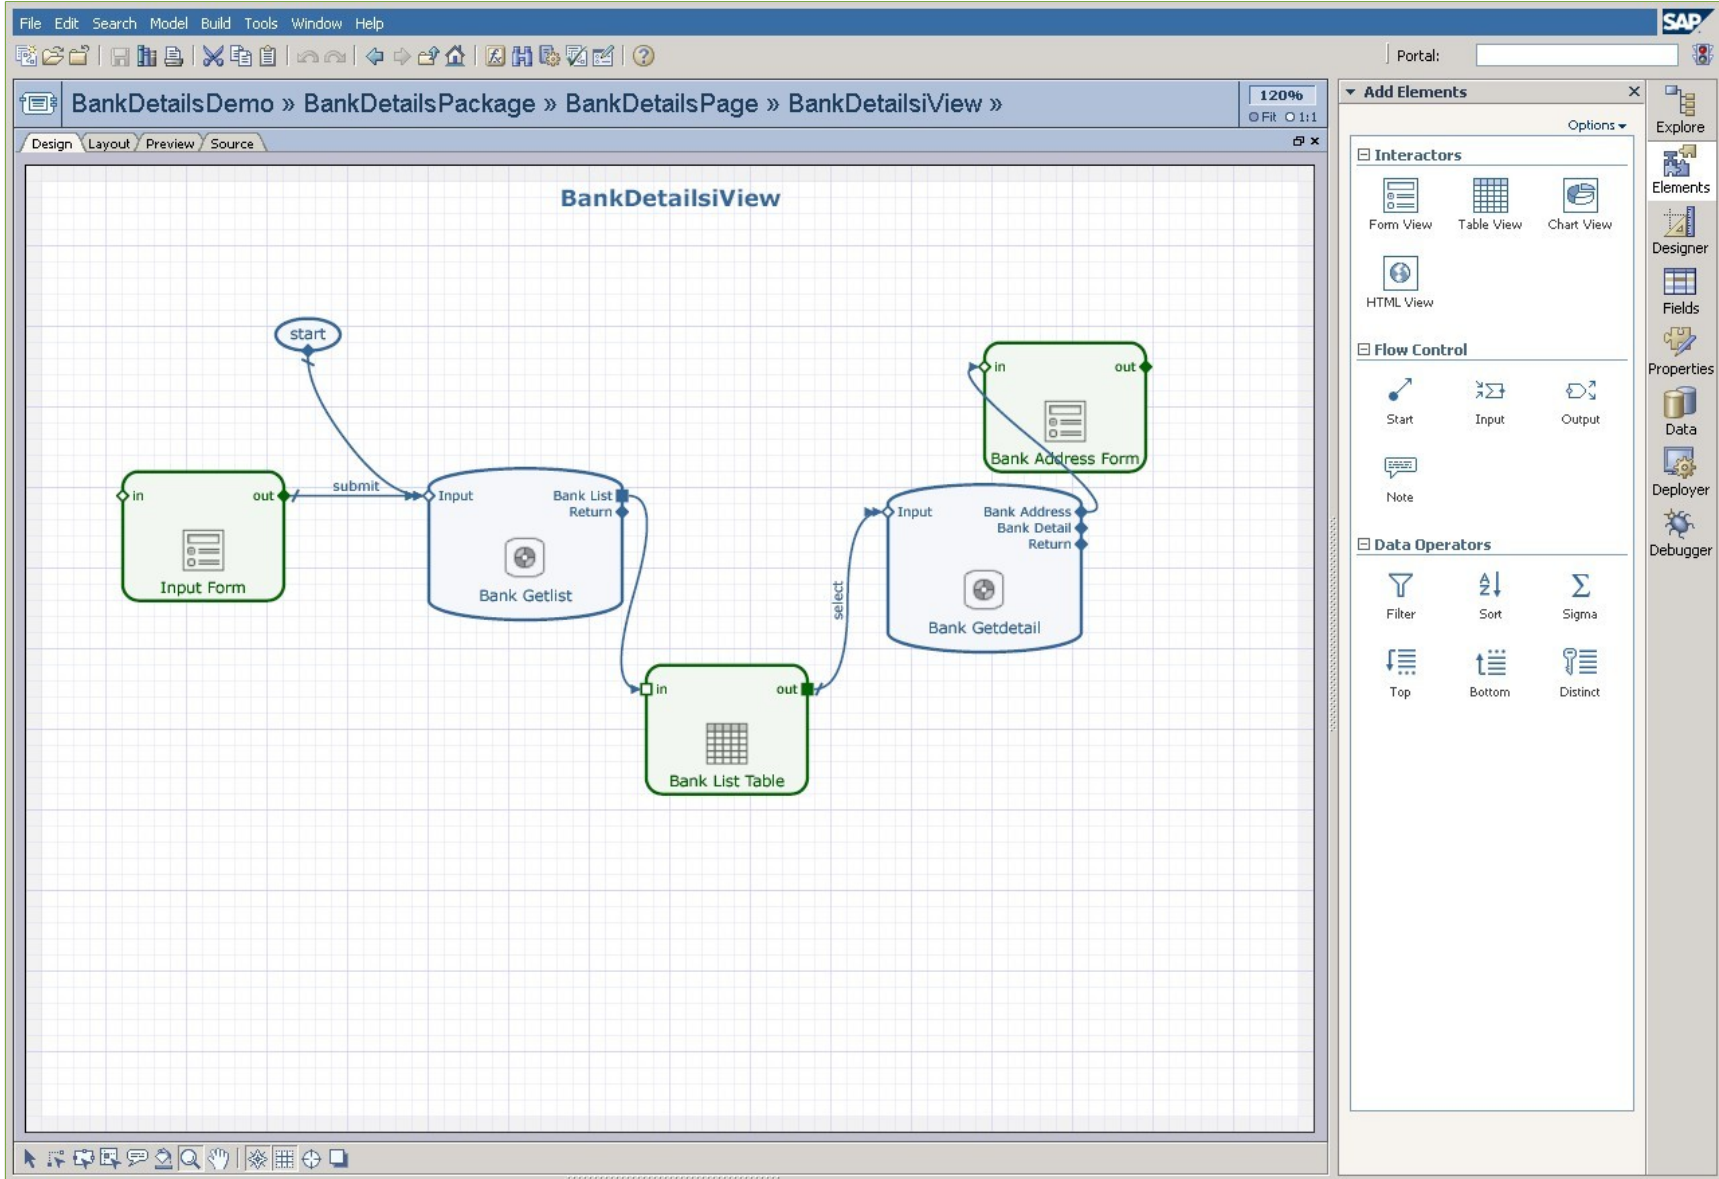 File Edit Search Model Build Tools Window Help
SAP
Portal:
BankDetailsDemo » BankDetailsPackage » BankDetailsPage » BankDetailsiView »
120%
Fit 1:1
Design Layout Preview Source
BankDetailsiView
start
in out
Input Form
submit
Input
Bank List
Return
Bank Getlist
in out
Bank List Table
select
Input
Bank Address
Bank Detail
Return
Bank Getdetail
in out
Bank Address Form
Add Elements
Options
Interactors
Form View Table View Chart View
HTML View
Flow Control
Start Input Output
Note
Data Operators
Filter Sort Sigma
Top Bottom Distinct
Explore
Elements
Designer
Fields
Properties
Data
Deployer
Debugger